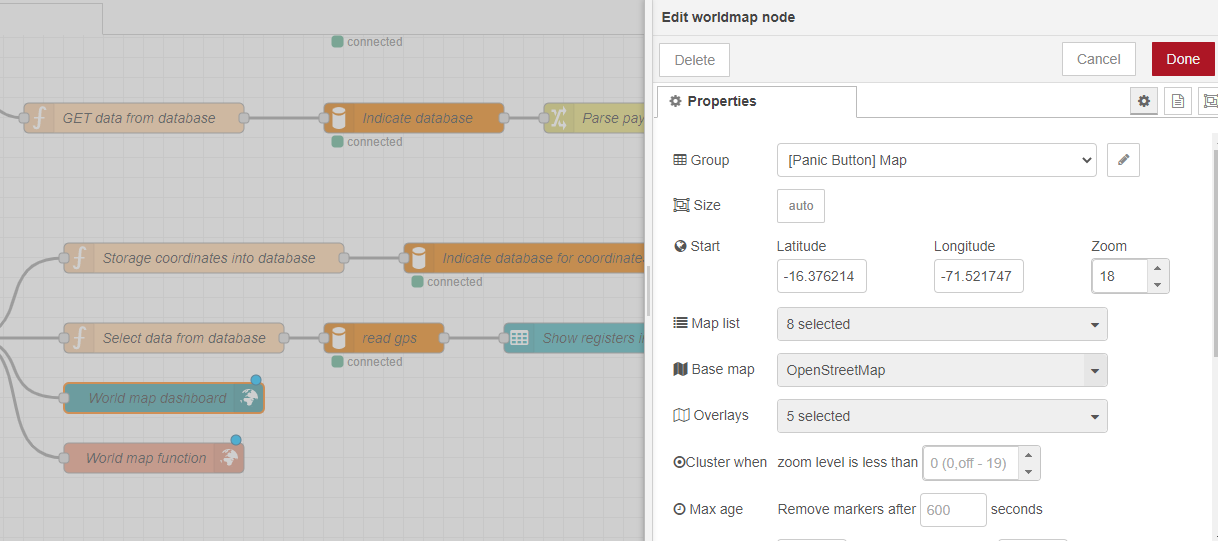 Edit worldmap node
Delete
Cancel
Done
Properties
Group
[Panic Button] Map
Size
auto
Start
Latitude
Longitude
Zoom
-16.376214
-71.521747
18
Map list
8 selected
Base map
OpenStreetMap
Overlays
5 selected
Cluster when
zoom level is less than
0 (0,off - 19)
Max age
Remove markers after
600
seconds
connected
GET data from database
Indicate database
Parse pay
connected
Storage coordinates into database
Indicate database for coordinate
connected
Select data from database
read gps
Show registers i
connected
World map dashboard
World map function